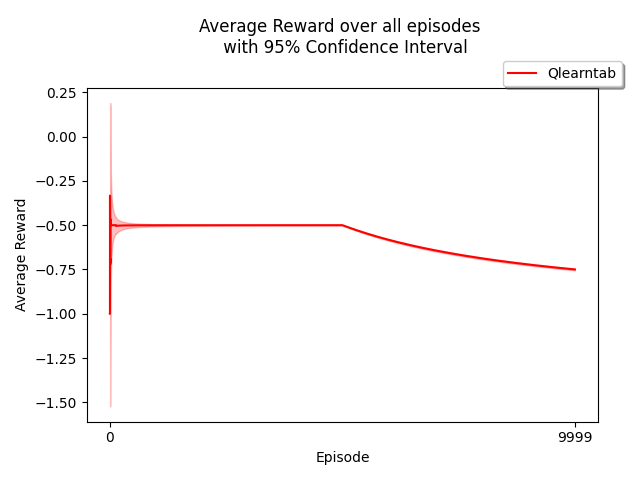 Average Reward over all episodes
with 95% Confidence Interval
Qlearntab
0.25
0.00
−0.25
−0.50
−0.75
−1.00
−1.25
−1.50
Average Reward
0
9999
Episode